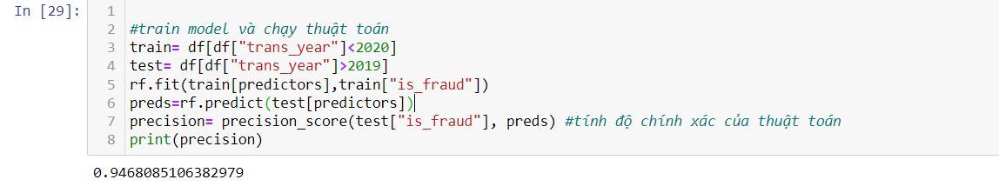 In [29]:
1
2 #train model và chạy thuật toán
3 train= df[df["trans_year"]<2020]
4 test= df[df["trans_year"]>2019]
5 rf.fit(train[predictors],train["is_fraud"])
6 preds=rf.predict(test[predictors])
7 precision= precision_score(test["is_fraud"], preds) #tính độ chính xác của thuật toán
8 print(precision)
0.9468085106382979